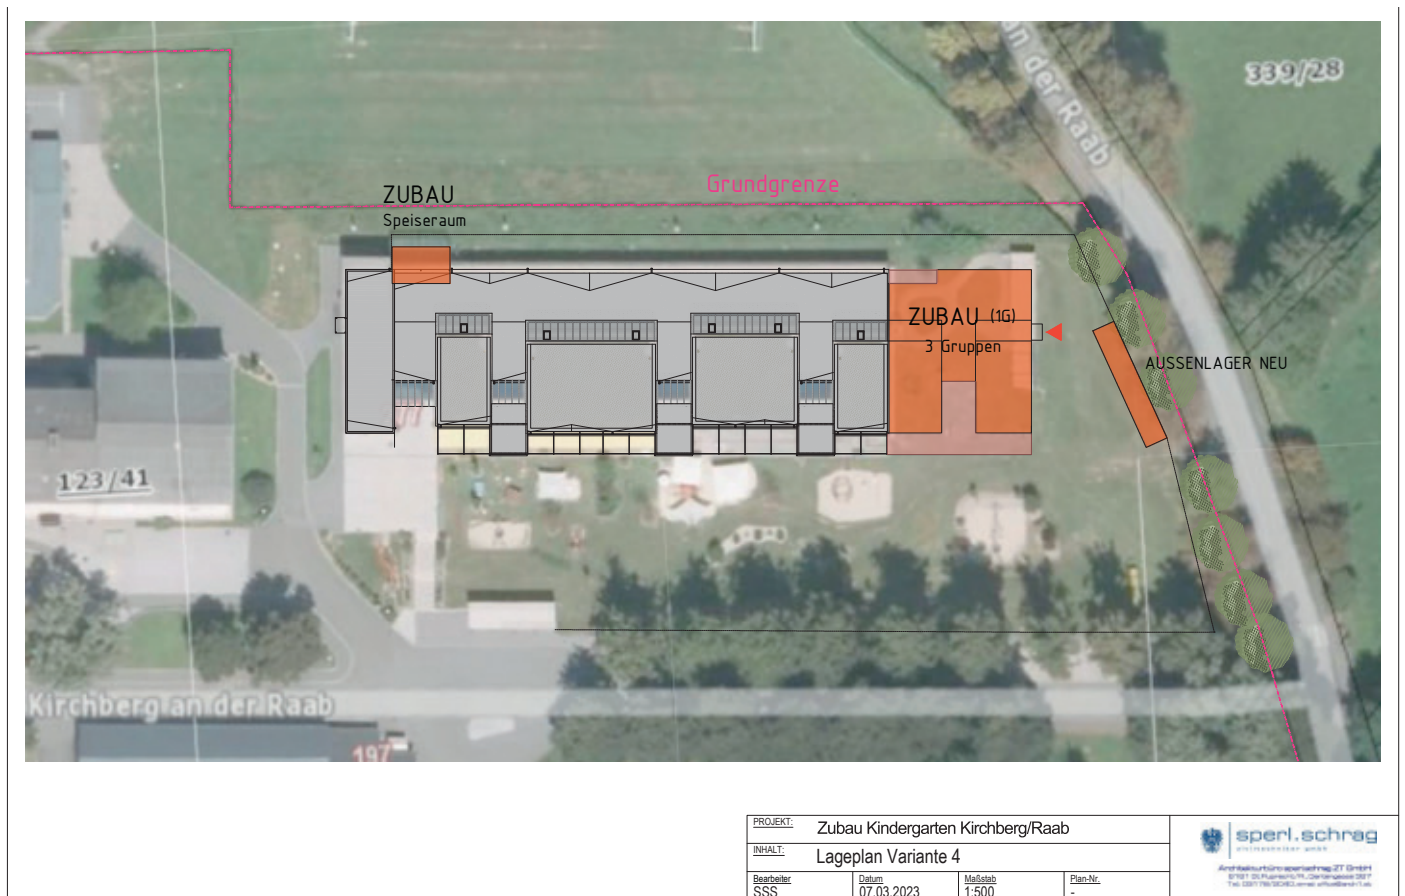 an der Raab
339/28
ZUBAU
Speiseraum
Grundgrenze
ZUBAU (1G)
3 Gruppen
AUSSENLAGER NEU
123/41
Kirchberg an der Raab
197
PROJEKT: Zubau Kindergarten Kirchberg/Raab
INHALT: Lageplan Variante 4
Bearbeiter Datum Maßstab Plan-Nr.
SSS 07.03.2023 1:500 -
sperl.schrag